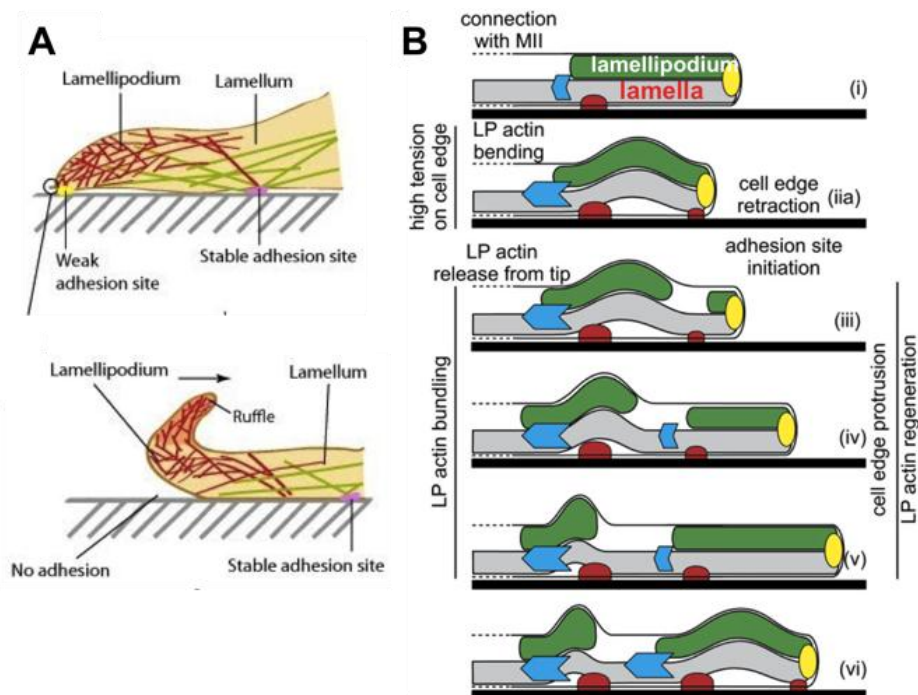 A
Lamellipodium
Lamellum
Weak
adhesion site
Stable adhesion site
Lamellipodium
Lamellum
Ruffle
No adhesion
Stable adhesion site
B
connection
with MII
lamellipodium
lamella
(i)
high tension
on cell edge
LP actin
bending
cell edge
retraction
(iia)
LP actin
release from tip
adhesion site
initiation
(iii)
LP actin bundling
(iv)
cell edge protrusion
LP actin regeneration
(v)
(vi)